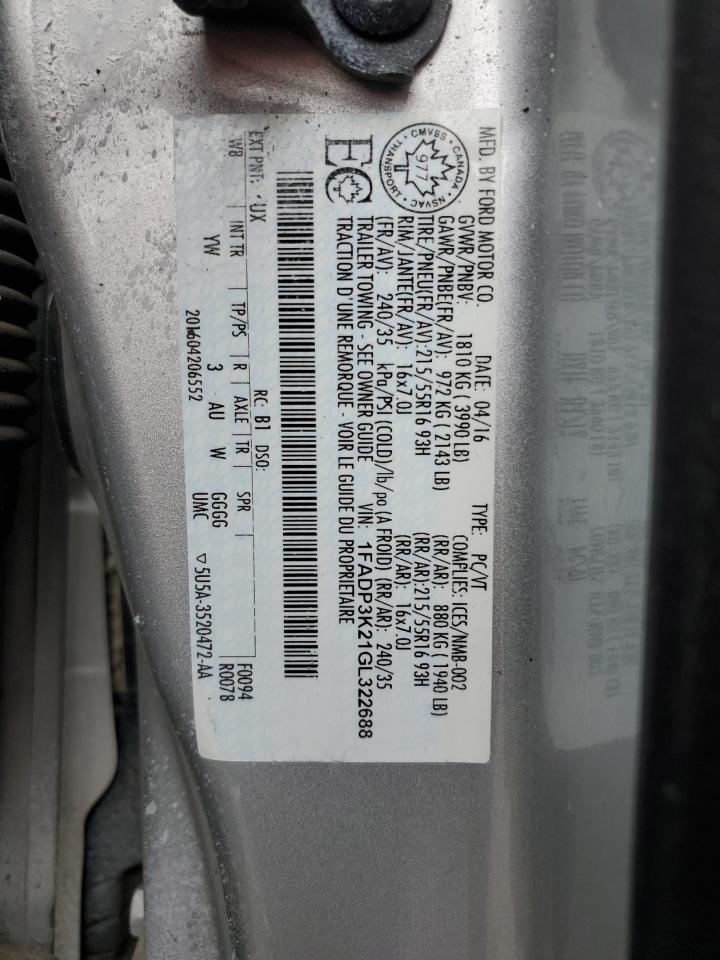 MFD. BY FORD MOTOR CO. DATE: 04/16 TYPE: PC/VT
GVWR/PNBV: 1810 KG ( 3990 LB) COMPLIES: ICES/NMB-002
GAWR/PNBE(FR/AV): 972 KG ( 2143 LB) (RR/AR): 880 KG ( 1940 LB)
TIRE/PNEU(FR/AV):215/55R16 93H (RR/AR):215/55R16 93H
RIM/JANTE(FR/AV): 16x7.0J (RR/AR): 16x7.0J
(FR/AV): 240/35 kPa/PSI (COLD)/lb/po (A FROID) (RR/AR): 240/35
TRAILER TOWING - SEE OWNER GUIDE VIN: 1FADP3K21GL322688
TRACTION D'UNE REMORQUE - VOIR LE GUIDE DU PROPRIETAIRE
CMVSS • CANADA • NSVAC • TRANSPORT •
977
EC
RC: B1 DSO:
EXT PNT: UX INT TR TP/PS R AXLE TR SPR F0094
WB YW 3 AU W GGGG R0078
201604206552 UMC ▽ 5U5A-3520472-AA